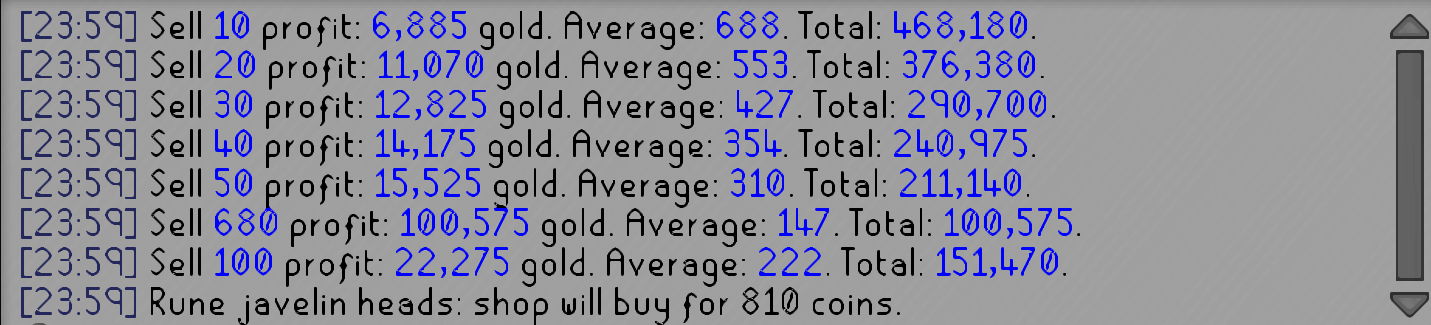 [23:59] Sell 10 profit: 6,885 gold. Average: 688. Total: 468,180.
[23:59] Sell 20 profit: 11,070 gold. Average: 553. Total: 376,380.
[23:59] Sell 30 profit: 12,825 gold. Average: 427. Total: 290,700.
[23:59] Sell 40 profit: 14,175 gold. Average: 354. Total: 240,975.
[23:59] Sell 50 profit: 15,525 gold. Average: 310. Total: 211,140.
[23:59] Sell 680 profit: 100,575 gold. Average: 147. Total: 100,575.
[23:59] Sell 100 profit: 22,275 gold. Average: 222. Total: 151,470.
[23:59] Rune javelin heads: shop will buy for 810 coins.